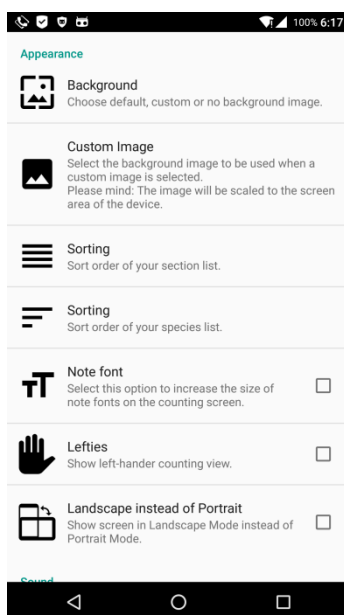 100% 6:17
Appearance
Background
Choose default, custom or no background image.
Custom Image
Select the background image to be used when a
custom image is selected.
Please mind: The image will be scaled to the screen
area of the device.
Sorting
Sort order of your section list.
Sorting
Sort order of your species list.
Note font
Select this option to increase the size of
note fonts on the counting screen.
Lefties
Show left-hander counting view.
Landscape instead of Portrait
Show screen in Landscape Mode instead of
Portrait Mode.
Sound